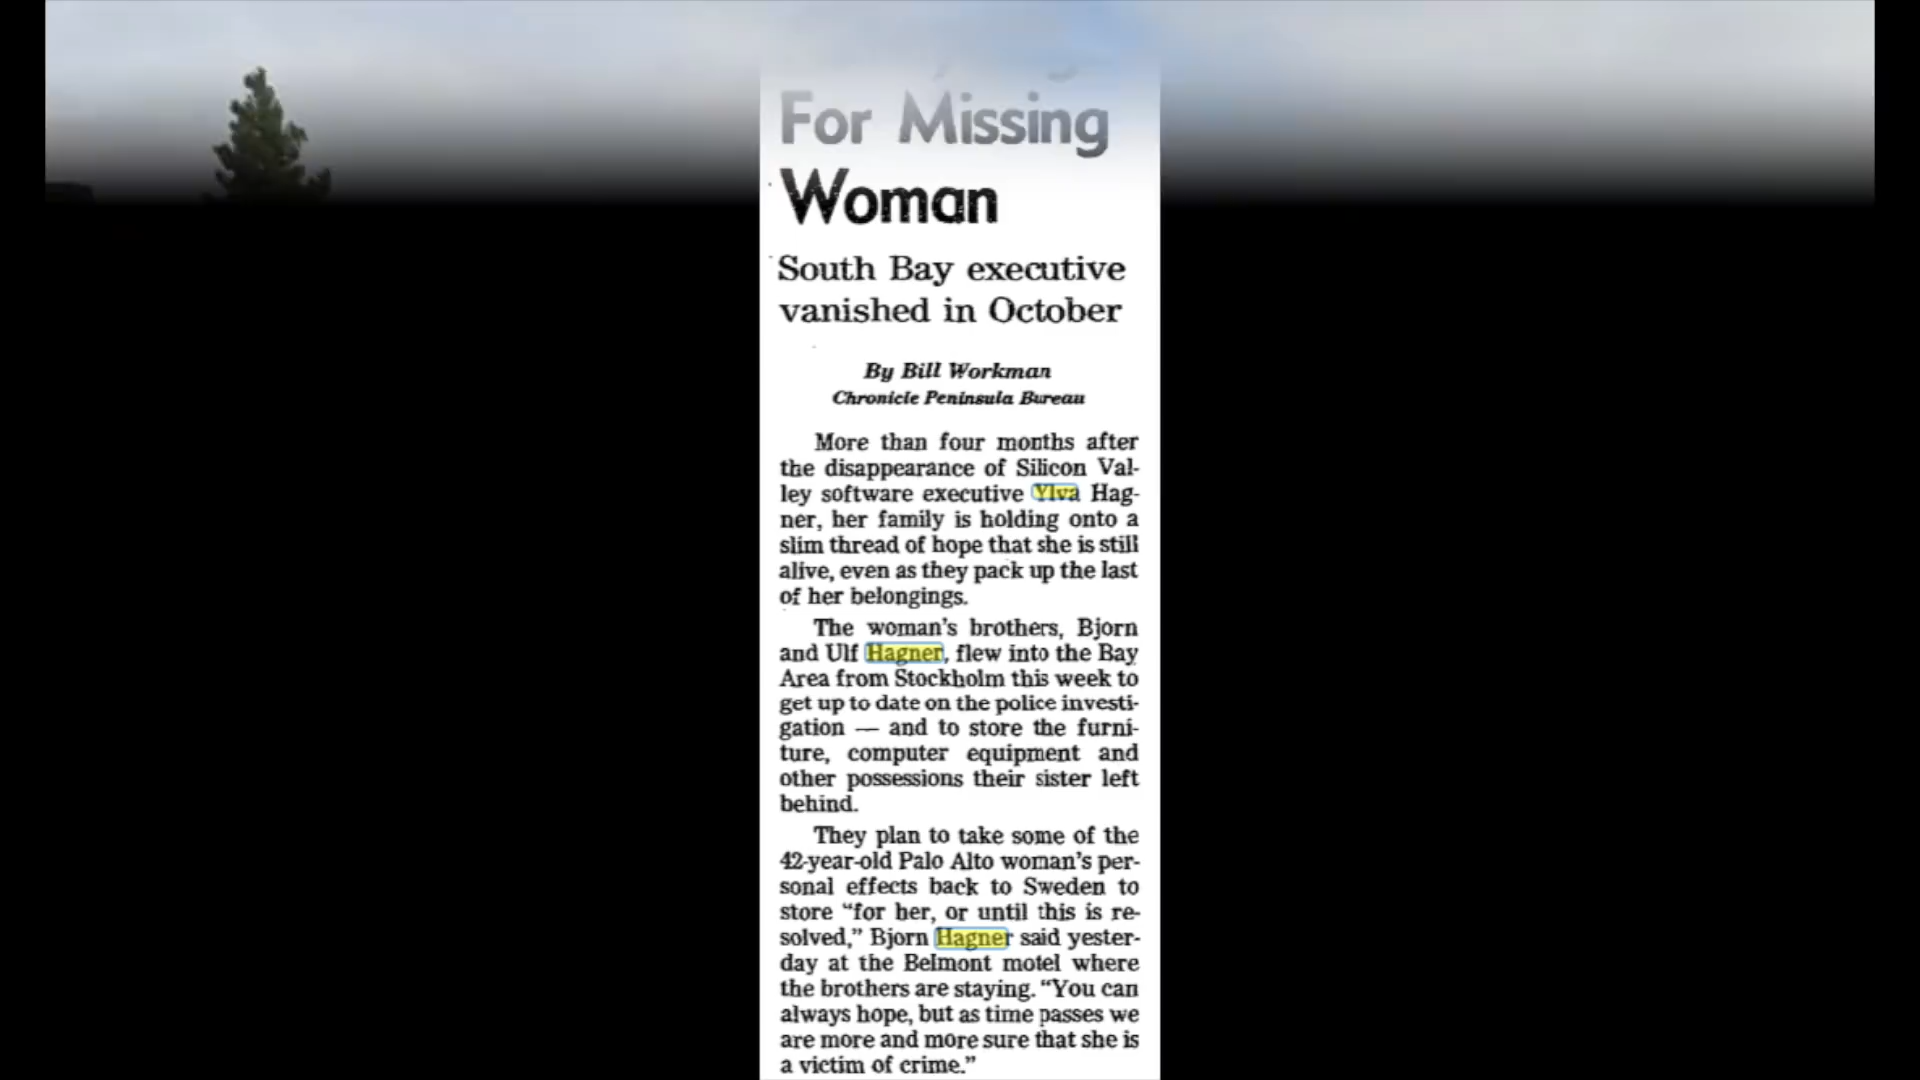 For Missing
Woman
South Bay executive
vanished in October
By Bill Workman
Chronicle Peninsula Bureau
More than four months after
the disappearance of Silicon Val-
ley software executive Ylva Hag-
ner, her family is holding onto a
slim thread of hope that she is still
alive, even as they pack up the last
of her belongings.
The woman's brothers, Bjorn
and Ulf Hagner, flew into the Bay
Area from Stockholm this week to
get up to date on the police investi-
gation — and to store the furni-
ture, computer equipment and
other possessions their sister left
behind.
They plan to take some of the
42-year-old Palo Alto woman's per-
sonal effects back to Sweden to
store “for her, or until this is re-
solved,” Bjorn Hagner said yester-
day at the Belmont motel where
the brothers are staying. “You can
always hope, but as time passes we
are more and more sure that she is
a victim of crime.”